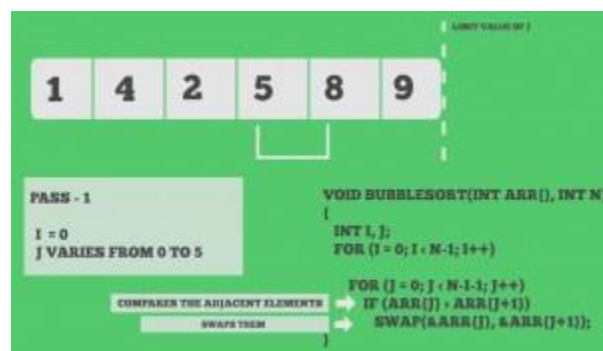 LIMIT VALUE OF J
1 4 2 5 8 9
PASS - 1
I = 0
J VARIES FROM 0 TO 5
VOID BUBBLESORT(INT ARR[], INT N
{
INT I, J;
FOR (I = 0; I < N-1; I++)
FOR (J = 0; J < N-I-1; J++)
COMPARES THE ADJACENT ELEMENTS
IF (ARR[J] > ARR[J+1])
SWAPS THEM
SWAP(&ARR[J], &ARR[J+1]);
}